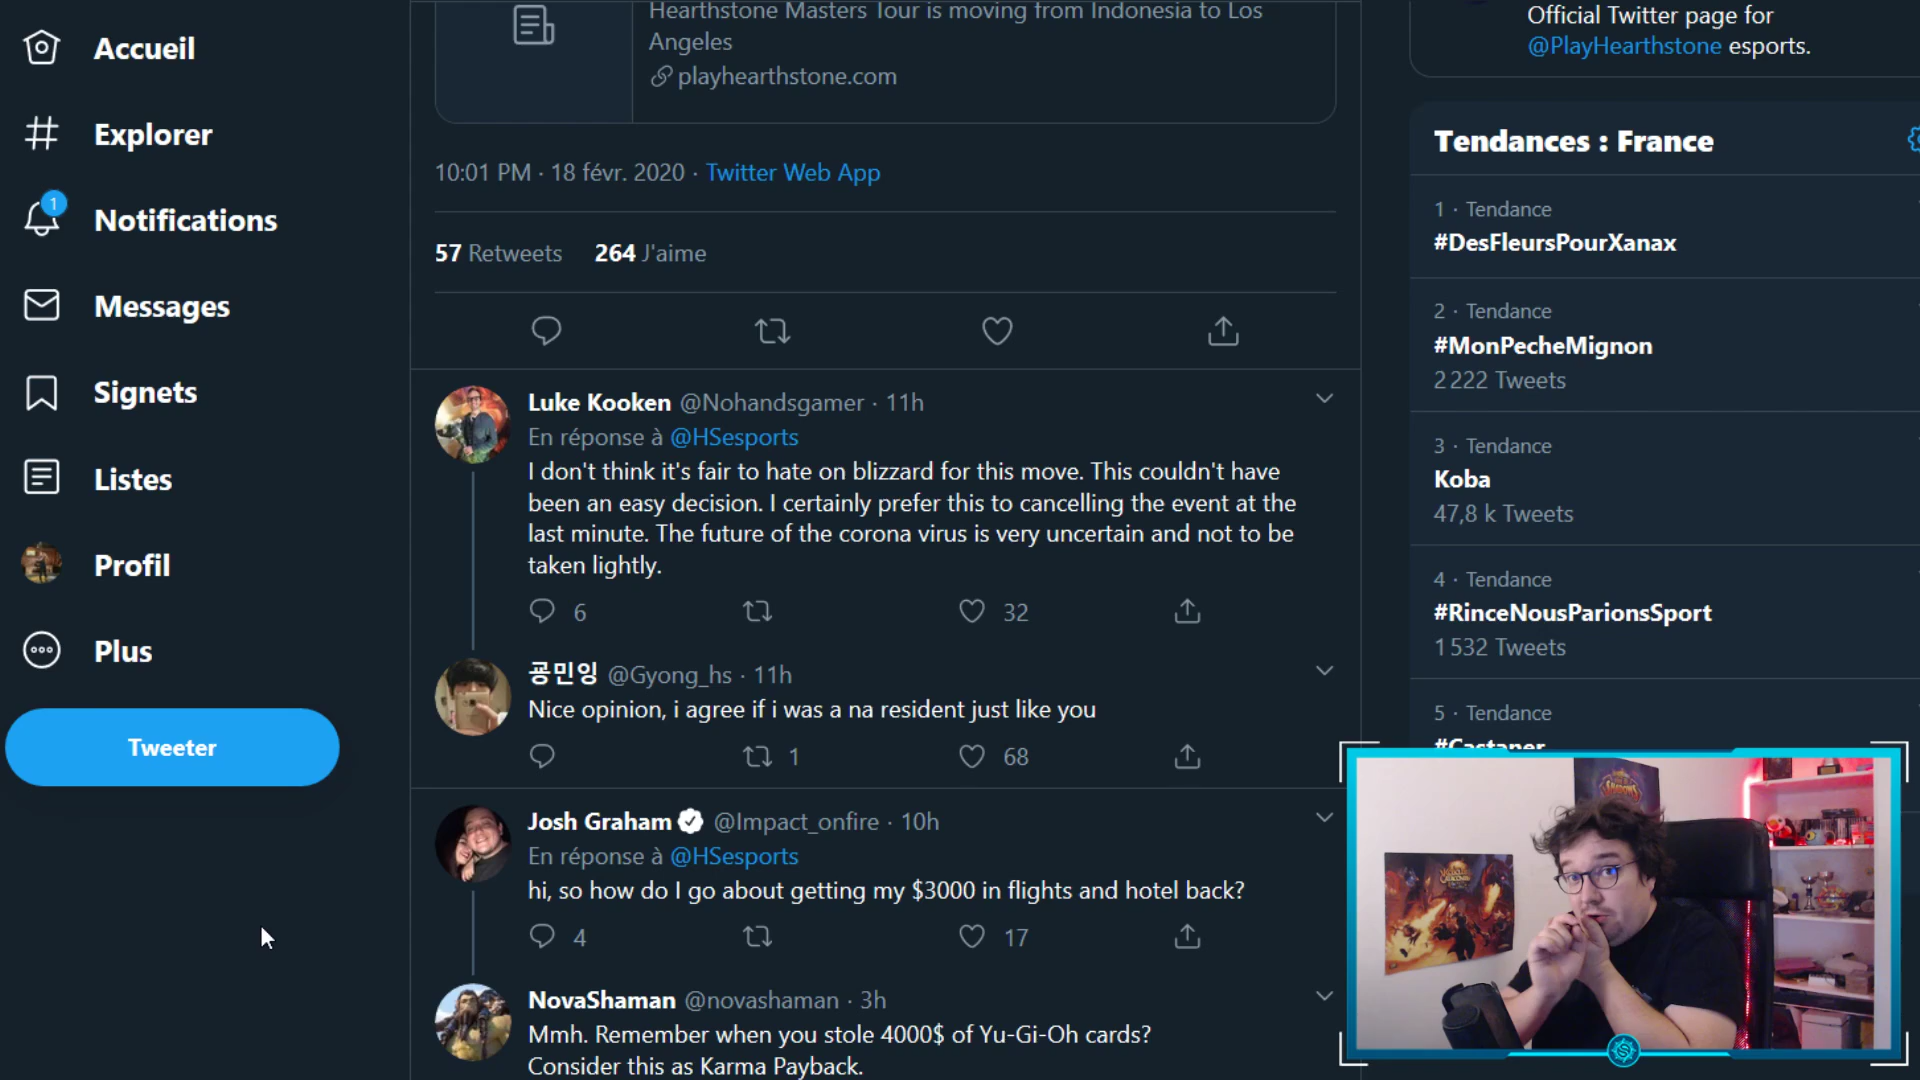 Accueil
Explorer
1
Notifications
Messages
Signets
Listes
Profil
Plus
Tweeter
Hearthstone Masters Tour is moving from Indonesia to Los
Angeles
playhearthstone.com
10:01 PM · 18 févr. 2020 · Twitter Web App
57 Retweets 264 J'aime
Luke Kooken @Nohandsgamer · 11h
En réponse à @HSesports
I don't think it's fair to hate on blizzard for this move. This couldn't have
been an easy decision. I certainly prefer this to cancelling the event at the
last minute. The future of the corona virus is very uncertain and not to be
taken lightly.
6 32
굥민잉 @Gyong_hs · 11h
Nice opinion, i agree if i was a na resident just like you
1 68
Josh Graham @Impact_onfire · 10h
En réponse à @HSesports
hi, so how do I go about getting my $3000 in flights and hotel back?
4 17
NovaShaman @novashaman · 3h
Mmh. Remember when you stole 4000$ of Yu-Gi-Oh cards?
Consider this as Karma Payback.
Official Twitter page for
@PlayHearthstone esports.
Tendances : France
1 · Tendance
#DesFleursPourXanax
2 · Tendance
#MonPecheMignon
2 222 Tweets
3 · Tendance
Koba
47,8 k Tweets
4 · Tendance
#RinceNousParionsSport
1 532 Tweets
5 · Tendance
#Castaner